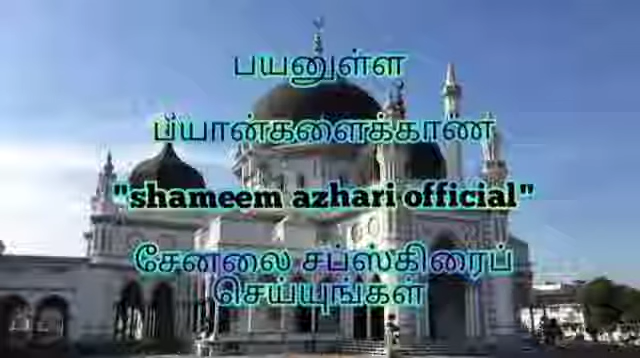 பயனுள்ள
பயான்களைக்காண
"shameem azhari official"
சேனலை சப்ஸ்கிரைப்
செய்யுங்கள்